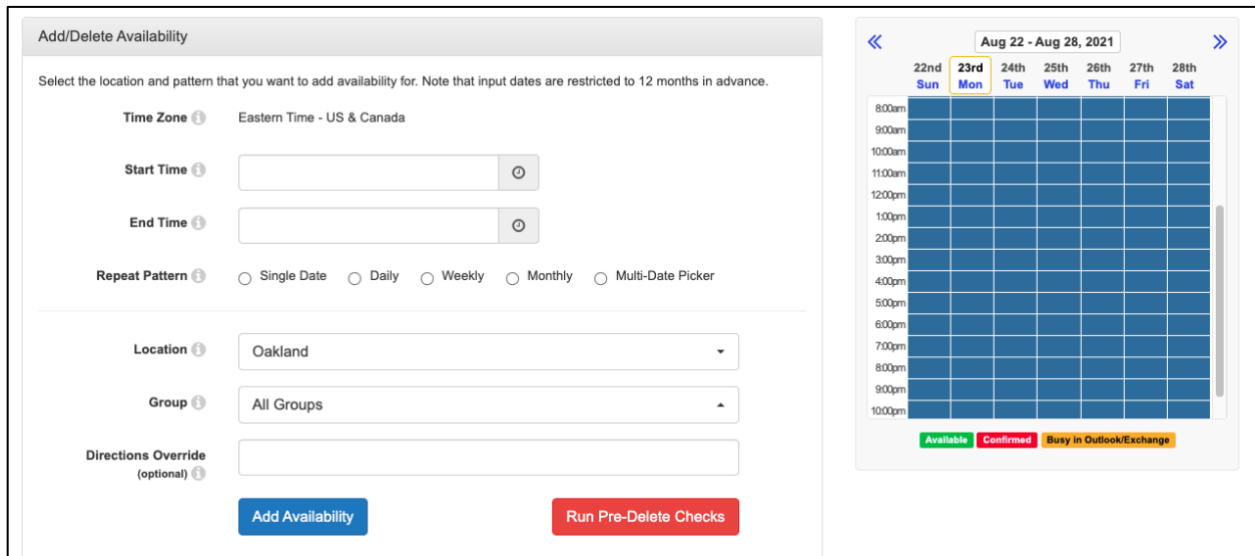 Add/Delete Availability
Select the location and pattern that you want to add availability for. Note that input dates are restricted to 12 months in advance.
Time Zone Eastern Time - US & Canada
Start Time
End Time
Repeat Pattern Single Date Daily Weekly Monthly Multi-Date Picker
Location Oakland
Group All Groups
Directions Override
(optional)
Add Availability Run Pre-Delete Checks
Aug 22 - Aug 28, 2021
22nd 23rd 24th 25th 26th 27th 28th
Sun Mon Tue Wed Thu Fri Sat
8:00am
9:00am
10:00am
11:00am
12:00pm
1:00pm
2:00pm
3:00pm
4:00pm
5:00pm
6:00pm
7:00pm
8:00pm
9:00pm
10:00pm
Available Confirmed Busy in Outlook/Exchange